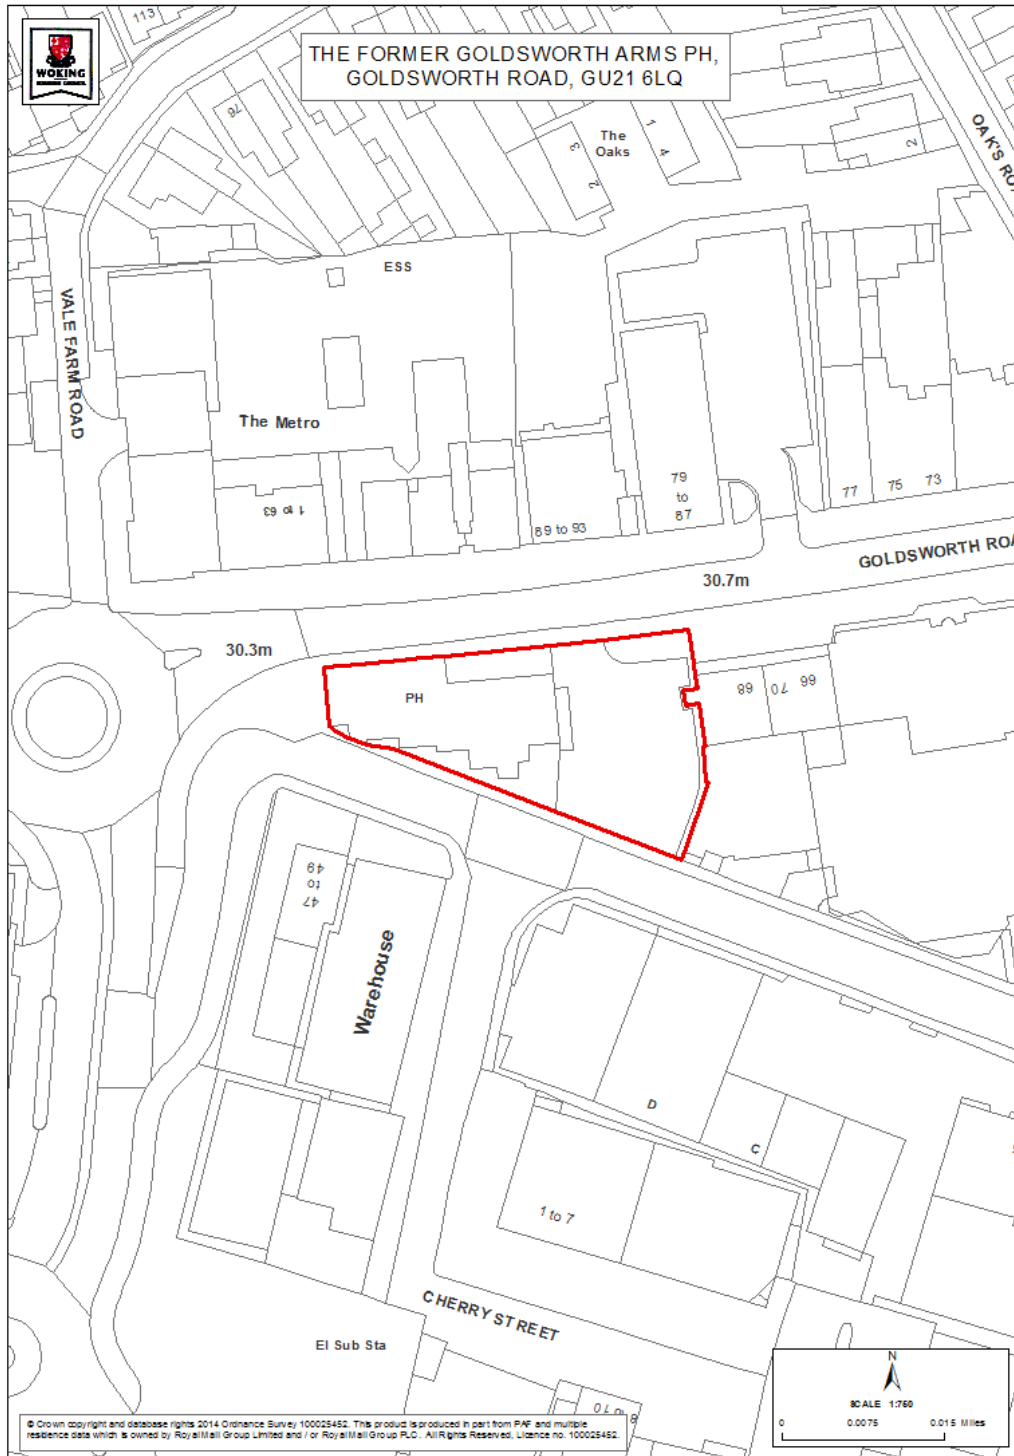 113
WOKING
THE FORMER GOLDSWORTH ARMS PH,
GOLDSWORTH ROAD, GU21 6LQ
76
The
Oaks
1
4
3
2
2
OAK'S RO
ESS
VALE FARM ROAD
The Metro
1 to 63
89 to 93
79
to
87
77
75
73
GOLDSWORTH ROA
30.7m
30.3m
PH
68
70
66
47
to
49
Warehouse
D
C
1 to 7
CHERRY STREET
El Sub Sta
8 to 10
N
SCALE 1:750
0 0.0075 0.015 Miles
© Crown copyright and database rights 2014 Ordnance Survey 100025452. This product is produced in part from PAF and multiple
residence data which is owned by Royal Mail Group Limited and / or Royal Mail Group PLC. All Rights Reserved, Licence no. 100025452.